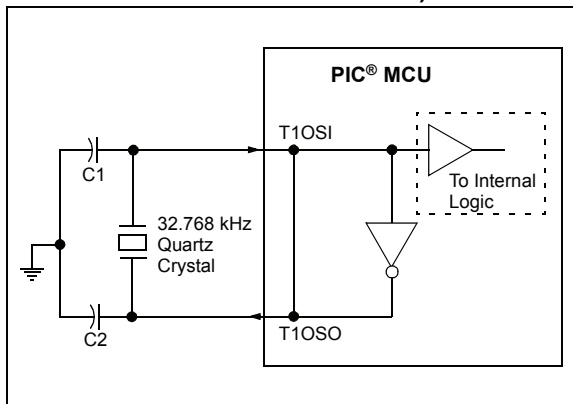 PIC® MCU
T1OSI
C1
To Internal
Logic
32.768 kHz
Quartz
Crystal
C2
T1OSO